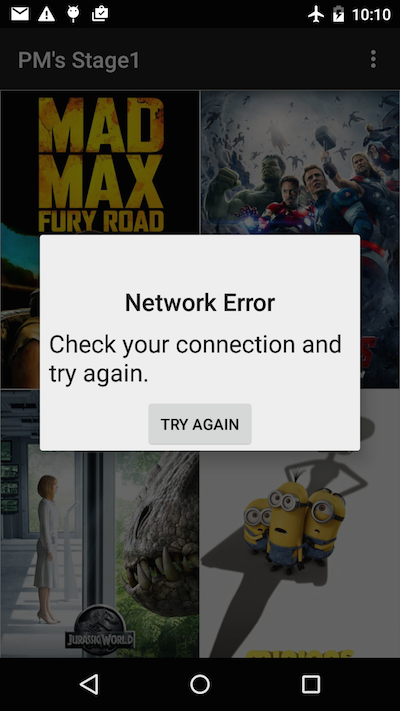 10:10
PM's Stage1
MAD
MAX
FURY ROAD
Network Error
Check your connection and
try again.
TRY AGAIN
JURASSIC WORLD